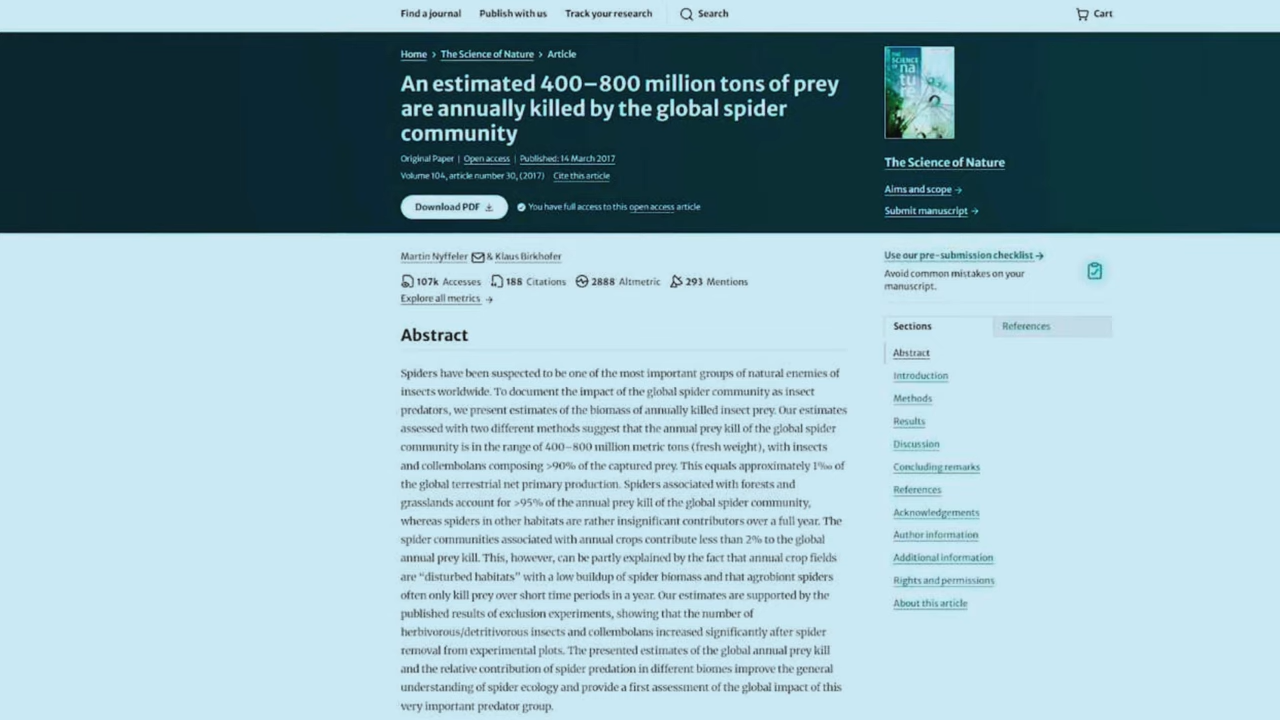 Find a journal Publish with us Track your research Search Cart
Home > The Science of Nature > Article
An estimated 400–800 million tons of prey
are annually killed by the global spider
community
Original Paper | Open access | Published: 14 March 2017
Volume 104, article number 30, (2017) Cite this article
Download PDF
You have full access to this open access article
THE SCIENCE OF
na
tu
re
The Science of Nature
Aims and scope →
Submit manuscript →
Martin Nyffeler & Klaus Birkhofer
107k Accesses 188 Citations 2888 Altmetric 293 Mentions
Explore all metrics →
Abstract
Spiders have been suspected to be one of the most important groups of natural enemies of
insects worldwide. To document the impact of the global spider community as insect
predators, we present estimates of the biomass of annually killed insect prey. Our estimates
assessed with two different methods suggest that the annual prey kill of the global spider
community is in the range of 400–800 million metric tons (fresh weight), with insects
and collembolans composing >90% of the captured prey. This equals approximately 1‰ of
the global terrestrial net primary production. Spiders associated with forests and
grasslands account for >95% of the annual prey kill of the global spider community,
whereas spiders in other habitats are rather insignificant contributors over a full year. The
spider communities associated with annual crops contribute less than 2% to the global
annual prey kill. This, however, can be partly explained by the fact that annual crop fields
are “disturbed habitats” with a low buildup of spider biomass and that agrobiont spiders
often only kill prey over short time periods in a year. Our estimates are supported by the
published results of exclusion experiments, showing that the number of
herbivorous/detritivorous insects and collembolans increased significantly after spider
removal from experimental plots. The presented estimates of the global annual prey kill
and the relative contribution of spider predation in different biomes improve the general
understanding of spider ecology and provide a first assessment of the global impact of this
very important predator group.
Use our pre-submission checklist →
Avoid common mistakes on your
manuscript.
Sections References
Abstract
Introduction
Methods
Results
Discussion
Concluding remarks
References
Acknowledgements
Author information
Additional information
Rights and permissions
About this article